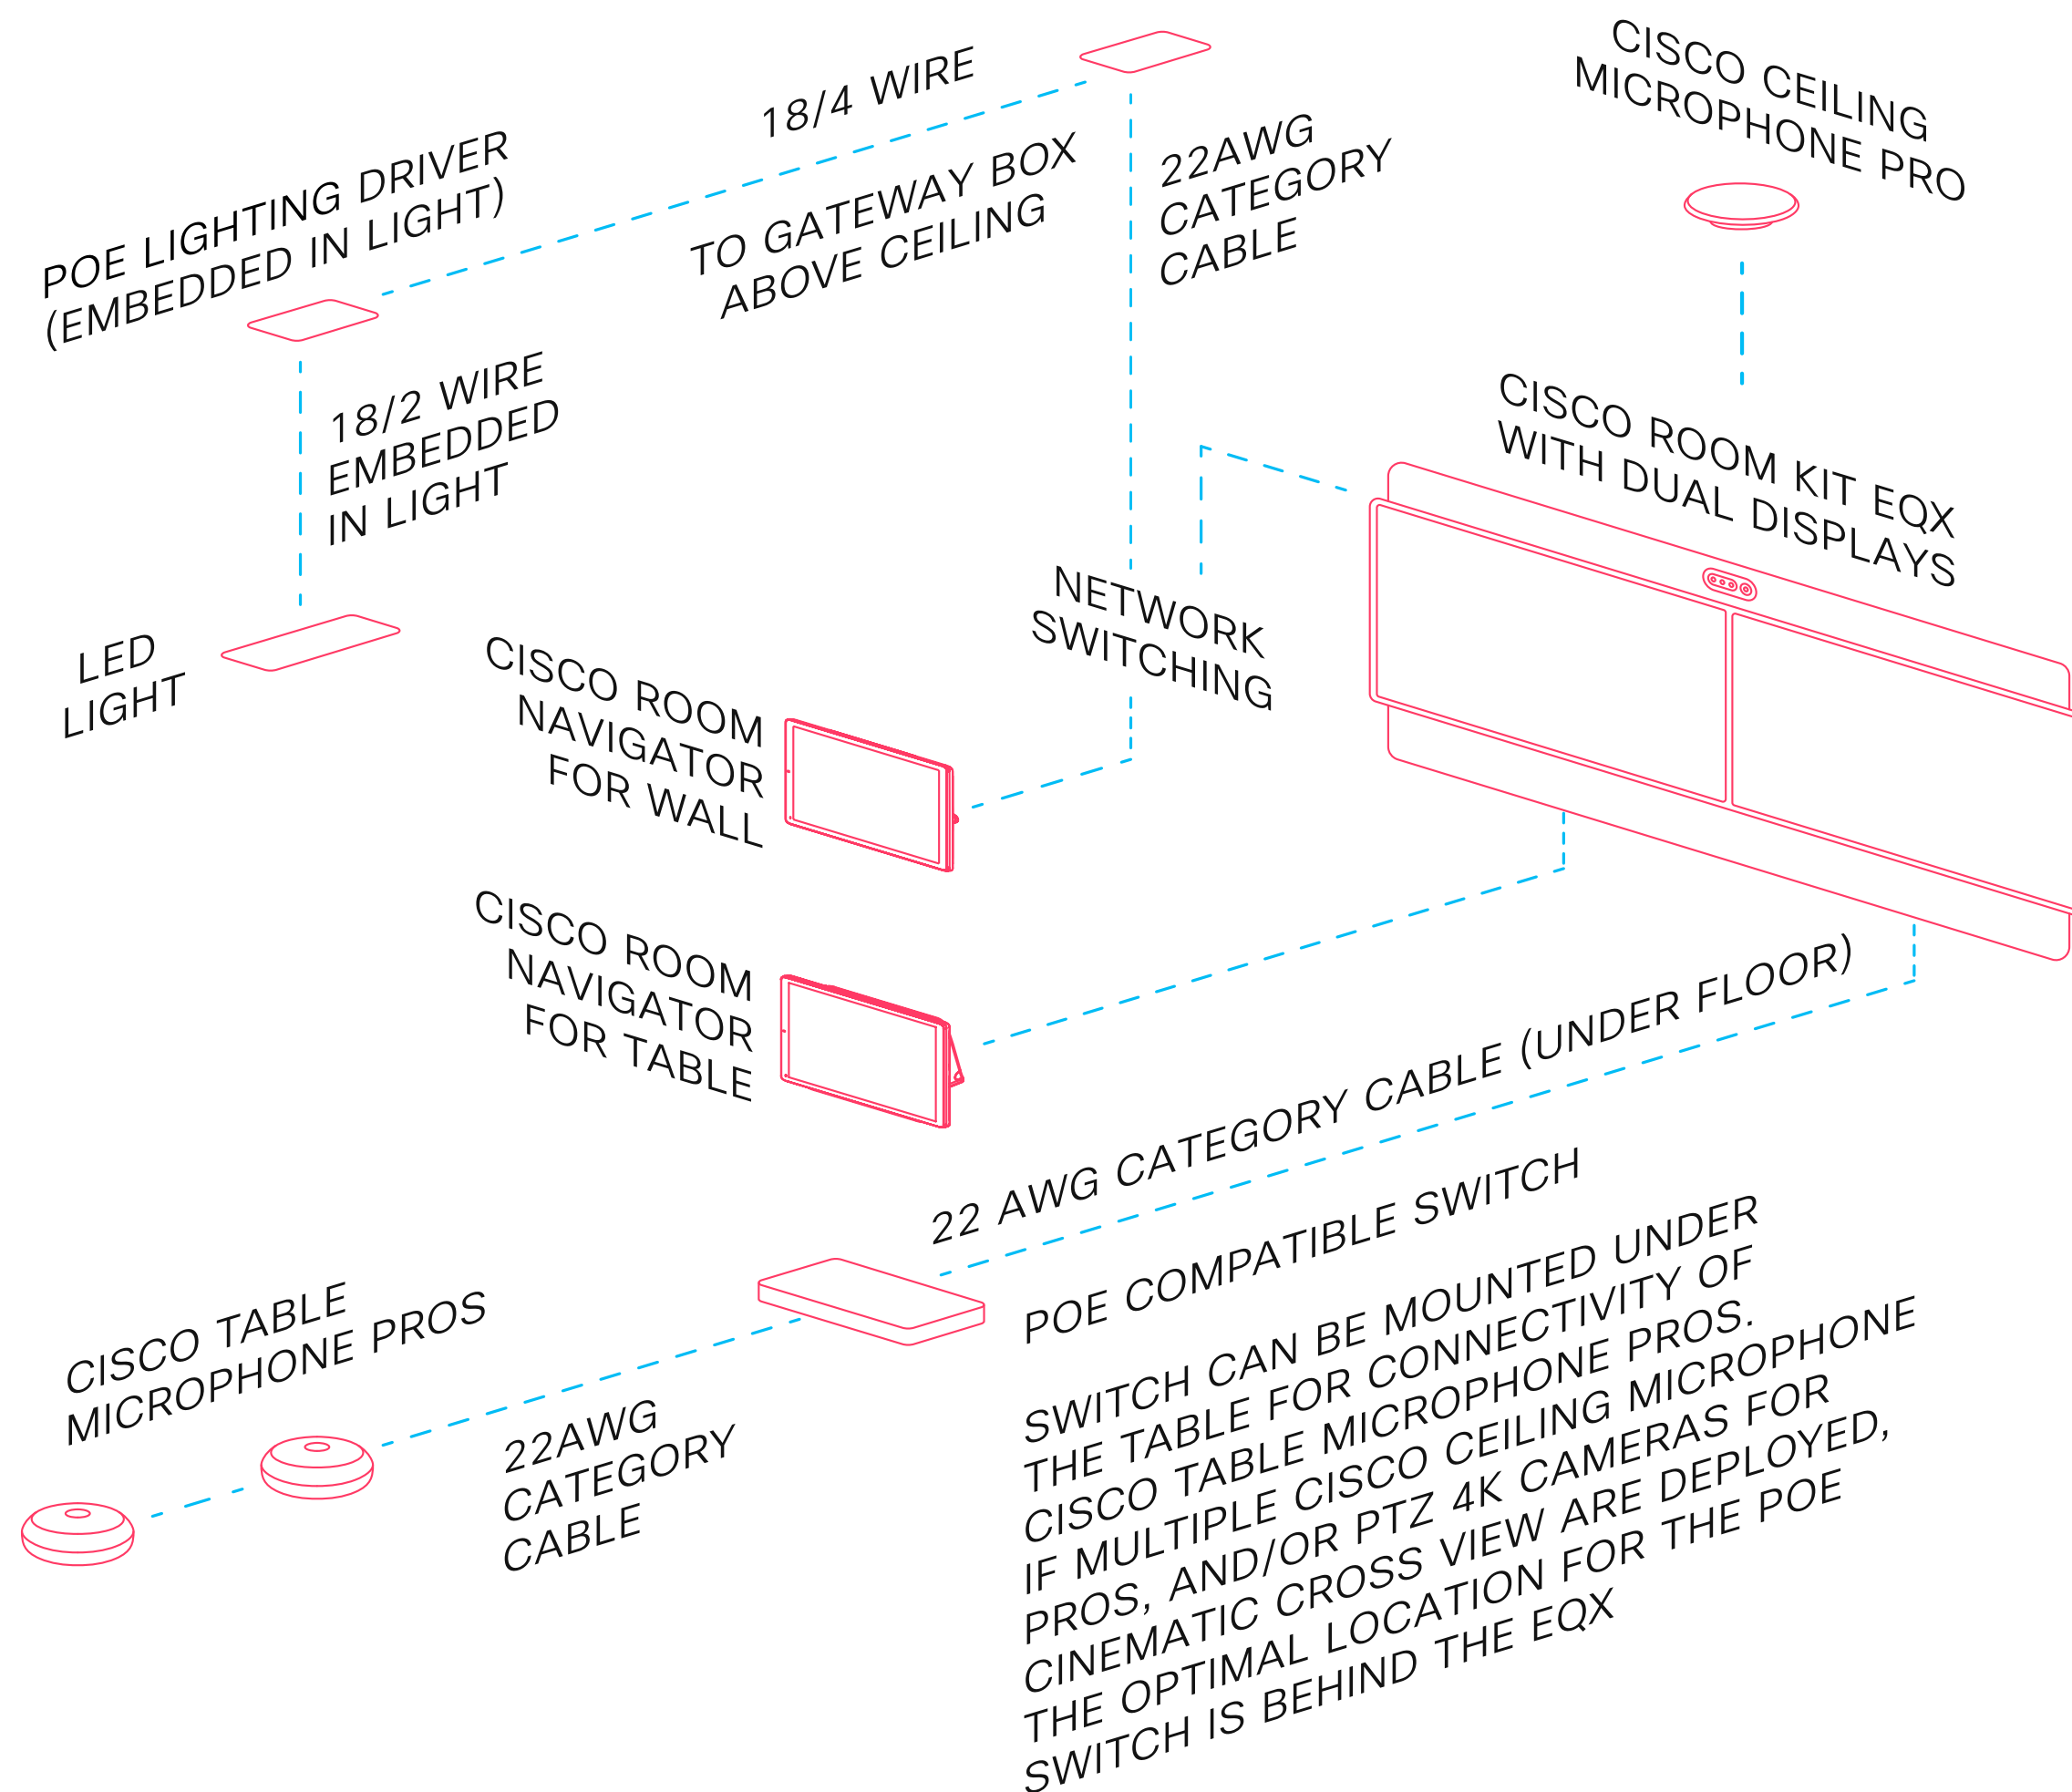 CISCO CEILING
MICROPHONE PRO
18/4 WIRE
TO GATEWAY BOX
ABOVE CEILING
22AWG
CATEGORY
CABLE
POE LIGHTING DRIVER
(EMBEDDED IN LIGHT)
18/2 WIRE
EMBEDDED
IN LIGHT
CISCO ROOM KIT EQX
WITH DUAL DISPLAYS
NETWORK
SWITCHING
LED
LIGHT
CISCO ROOM
NAVIGATOR
FOR WALL
CISCO ROOM
NAVIGATOR
FOR TABLE
22 AWG CATEGORY CABLE (UNDER FLOOR)
POE COMPATIBLE SWITCH
SWITCH CAN BE MOUNTED UNDER
THE TABLE FOR CONNECTIVITY OF
CISCO TABLE MICROPHONE PROS.
IF MULTIPLE CISCO CEILING MICROPHONE
PROS, AND/OR PTZ 4K CAMERAS FOR
CINEMATIC CROSS VIEW ARE DEPLOYED,
THE OPTIMAL LOCATION FOR THE POE
SWITCH IS BEHIND THE EQX
CISCO TABLE
MICROPHONE PROS
22AWG
CATEGORY
CABLE